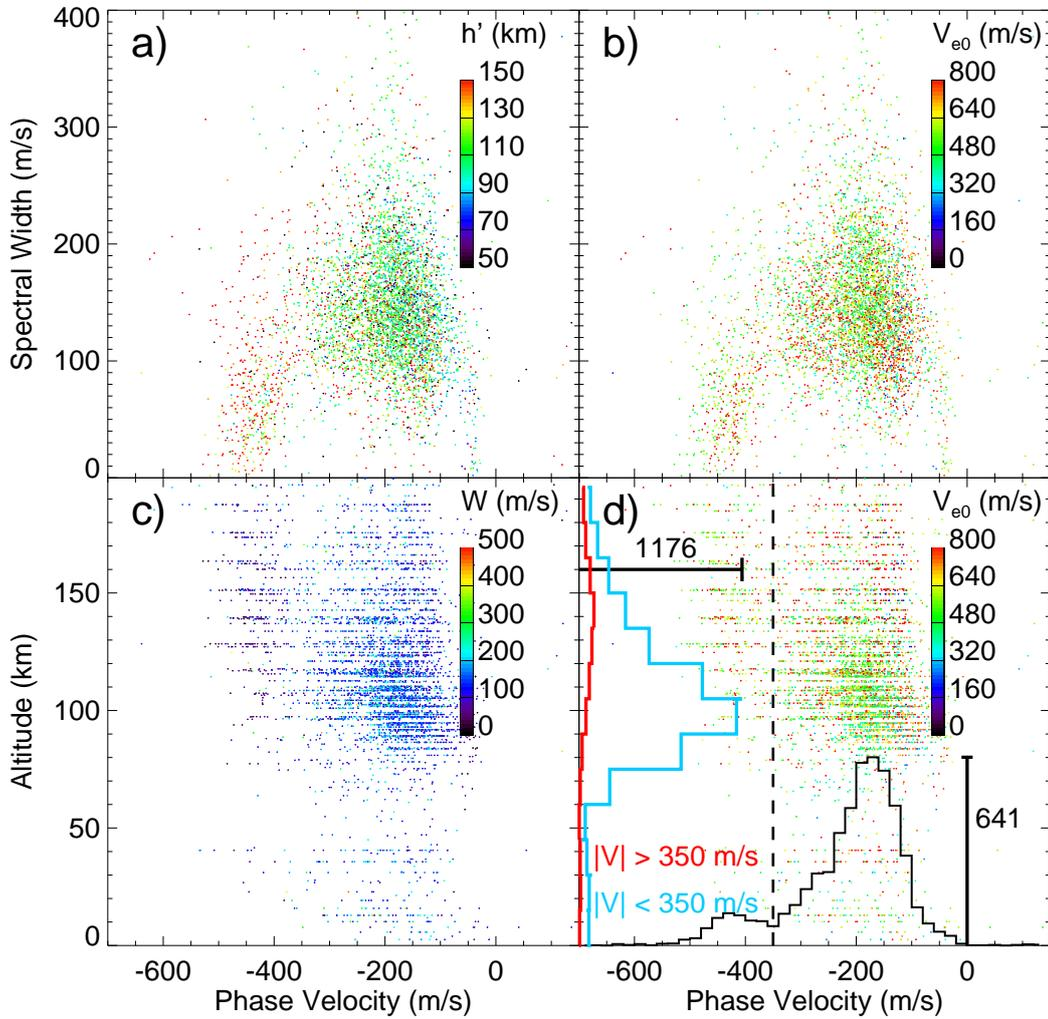 400
300
200
100
0
Spectral Width (m/s)
a)
h' (km)
150
130
110
90
70
50
b)
Ve0 (m/s)
800
640
480
320
160
0
150
100
50
0
Altitude (km)
c)
W (m/s)
500
400
300
200
100
0
d)
1176
Ve0 (m/s)
800
640
480
320
160
0
641
|V| > 350 m/s
|V| < 350 m/s
-600 -400 -200 0
Phase Velocity (m/s)
-600 -400 -200 0
Phase Velocity (m/s)